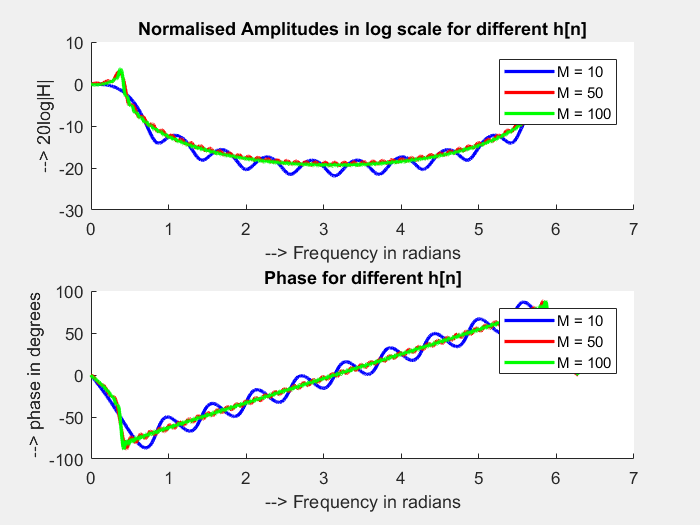 Normalised Amplitudes in log scale for different h[n]
10
0
-10
-20
-30
--> 20log|H|
M = 10
M = 50
M = 100
0 1 2 3 4 5 6 7
--> Frequency in radians
Phase for different h[n]
100
50
0
-50
-100
--> phase in degrees
M = 10
M = 50
M = 100
0 1 2 3 4 5 6 7
--> Frequency in radians